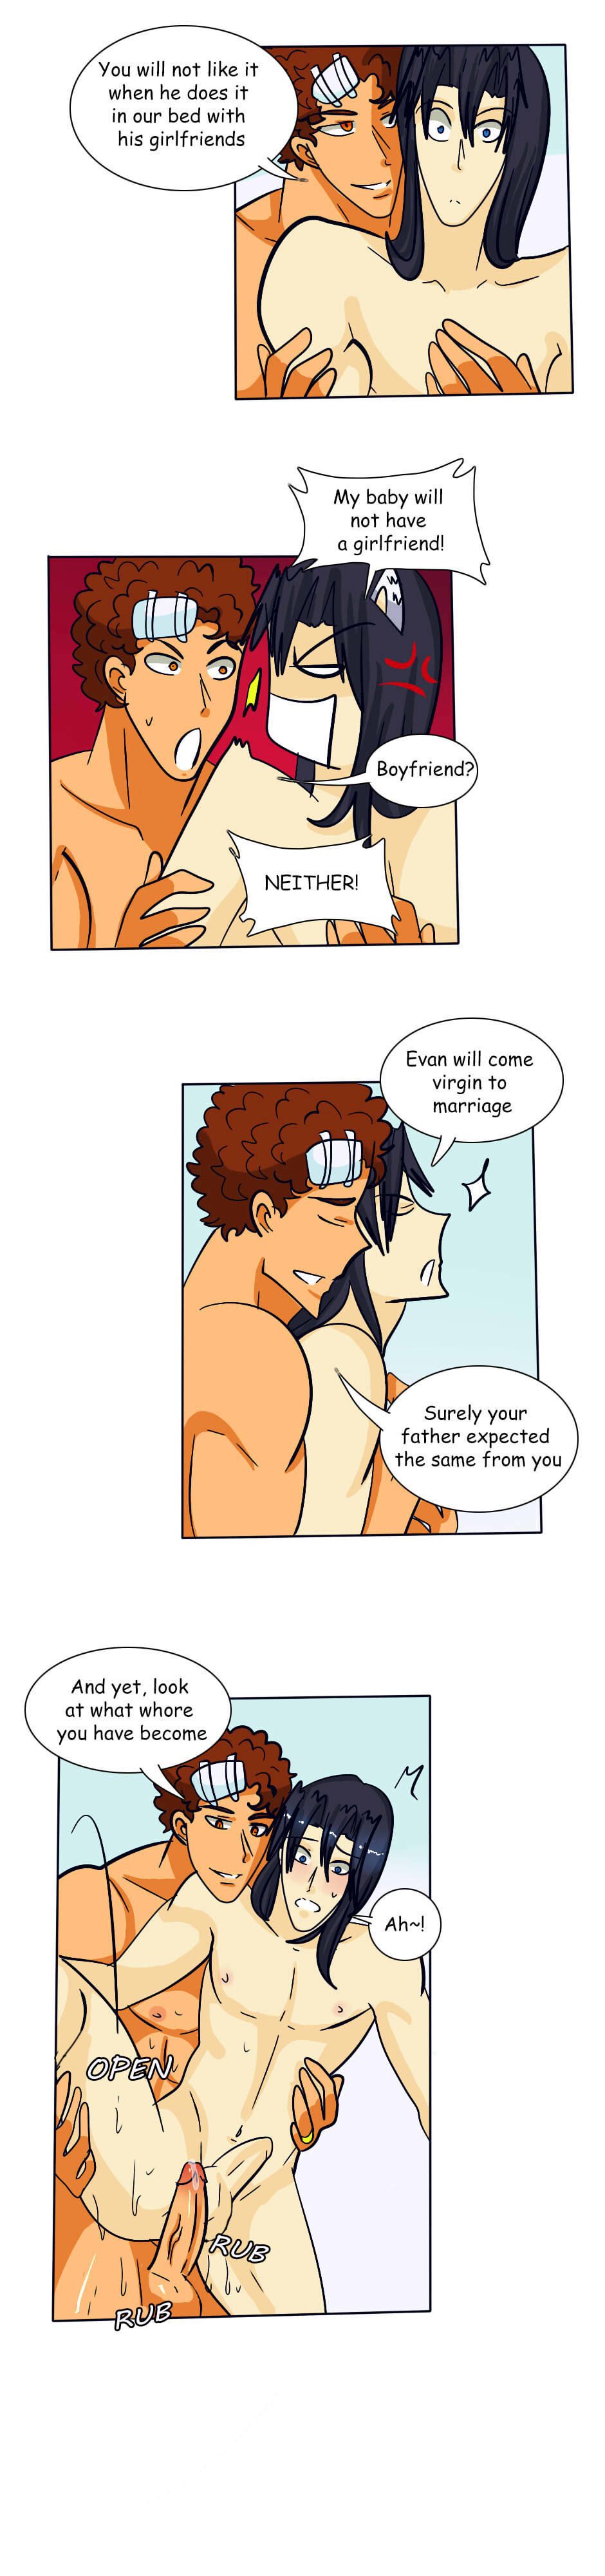 You will not like it
when he does it
in our bed with
his girlfriends
My baby will
not have
a girlfriend!
Boyfriend?
NEITHER!
Evan will come
virgin to
marriage
Surely your
father expected
the same from you
And yet, look
at what whore
you have become
Ah~!
OPEN
RUB
RUB